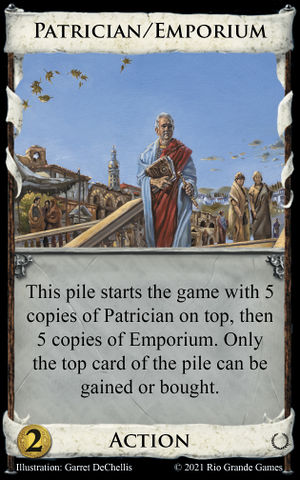 PATRICIAN/EMPORIUM
This pile starts the game with 5
copies of Patrician on top, then
5 copies of Emporium. Only
the top card of the pile can be
gained or bought.
2
ACTION
Illustration: Garret DeChellis
© 2021 Rio Grande Games